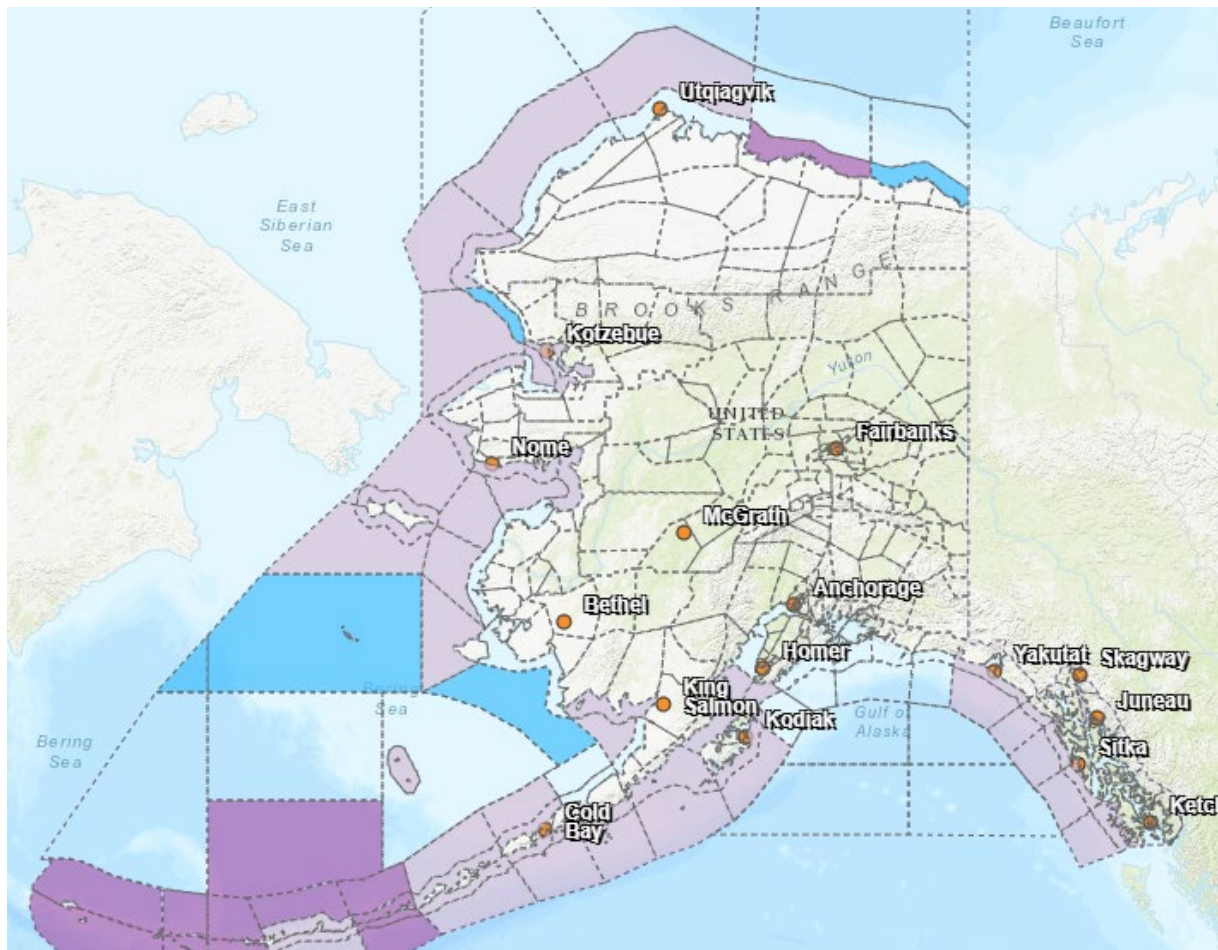 Beaufort
Sea
Utqiagvik
East
Siberian
Sea
BROOKS RANGE
Kotzebue
Yukon
UNITED
STATES
Fairbanks
Nome
McGrath
Anchorage
Bethel
Homer
Yakutat
Skagway
King
Salmon
Bering
Sea
Kodiak
Gulf of
Alaska
Juneau
Bering
Sea
Sitka
Cold
Bay
Ketcl